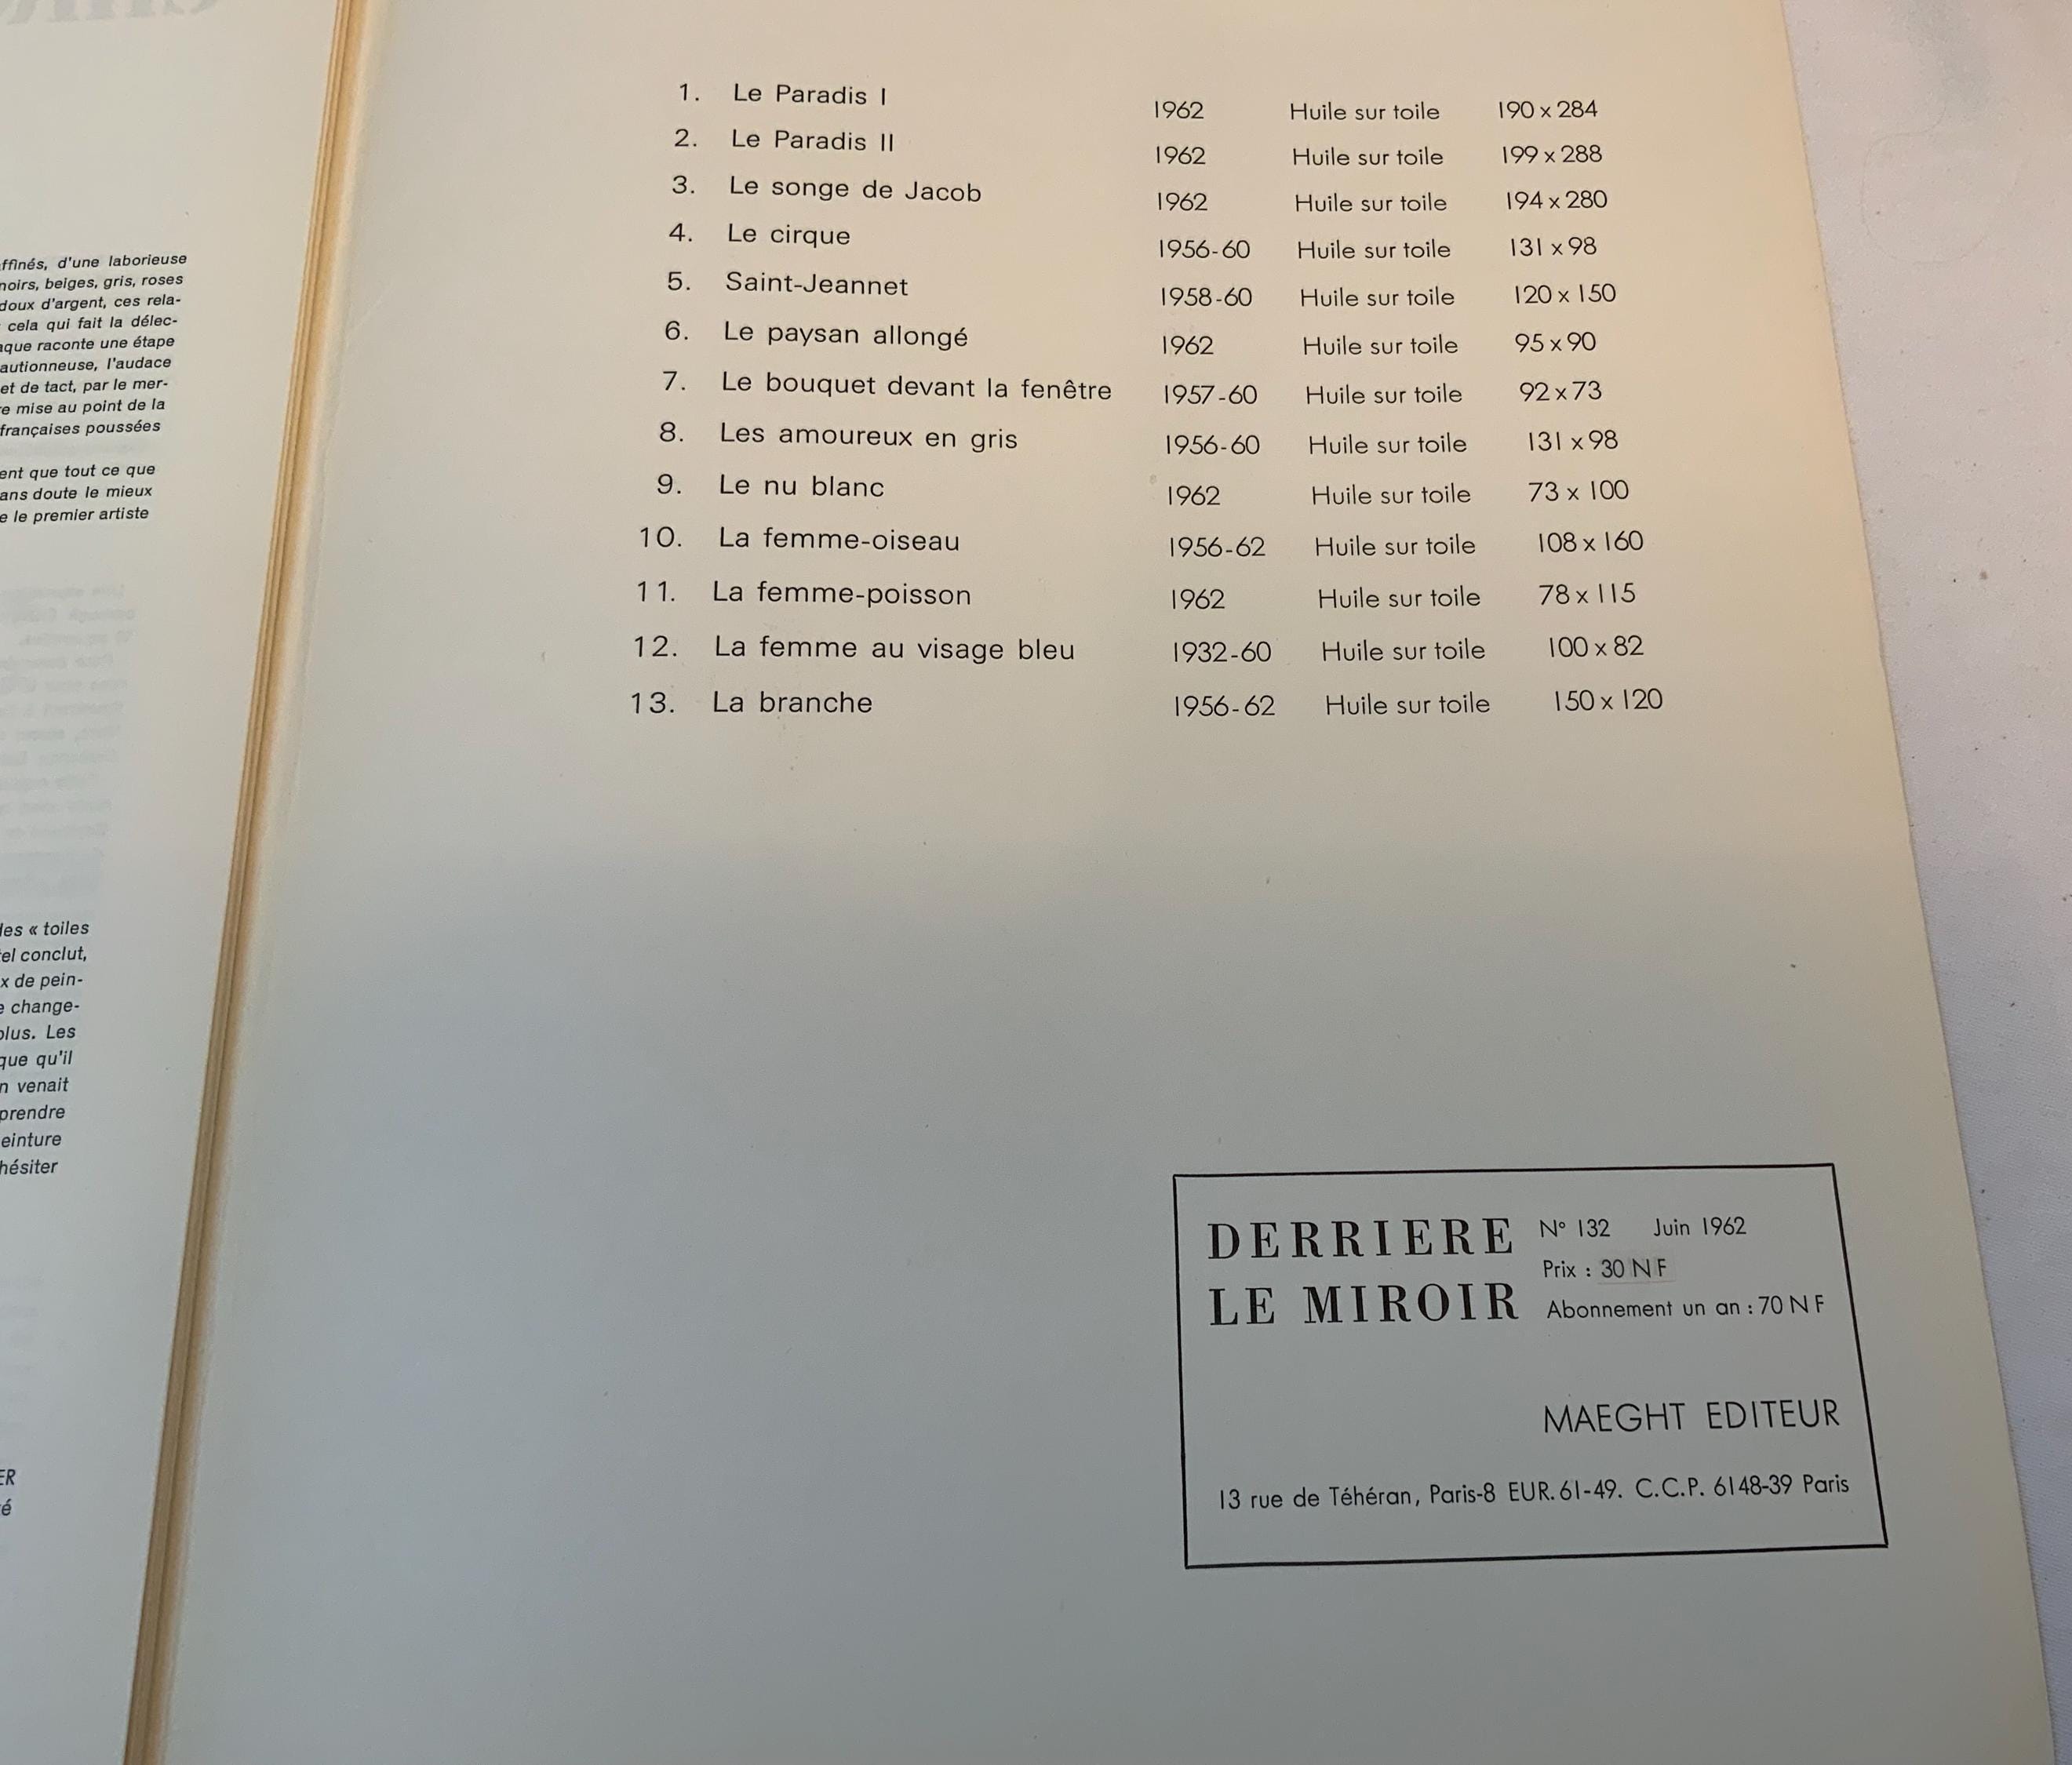 d'une laborieuse
noirs, beiges, gris, roses
doux d'argent, ces rela-
cela qui fait la délec-
raconte une étape
l'audace
et de tact, par le mer-
mise au point de la
françaises poussées
que tout ce que
doute le mieux
le premier artiste
« toiles
conclut,
de pein-
change-
Les
qu'il
venait
prendre
hésiter
1. Le Paradis I 1962 Huile sur toile 190 x 284
2. Le Paradis II 1962 Huile sur toile 199 x 288
3. Le songe de Jacob 1962 Huile sur toile 194 x 280
4. Le cirque 1956-60 Huile sur toile 131 x 98
5. Saint-Jeannet 1958-60 Huile sur toile 120 x 150
6. Le paysan allongé 1962 Huile sur toile 95 x 90
7. Le bouquet devant la fenêtre 1957-60 Huile sur toile 92 x 73
8. Les amoureux en gris 1956-60 Huile sur toile 131 x 98
9. Le nu blanc 1962 Huile sur toile 73 x 100
10. La femme-oiseau 1956-62 Huile sur toile 108 x 160
11. La femme-poisson 1962 Huile sur toile 78 x 115
12. La femme au visage bleu 1932-60 Huile sur toile 100 x 82
13. La branche 1956-62 Huile sur toile 150 x 120
DERRIERE
LE MIROIR
N° 132 Juin 1962
Prix : 30 NF
Abonnement un an : 70 NF
MAEGHT EDITEUR
13 rue de Téhéran, Paris-8 EUR. 61-49. C.C.P. 6148-39 Paris